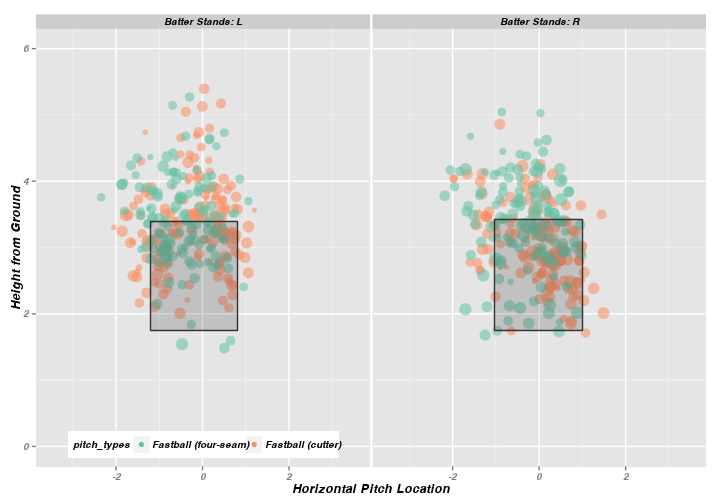 Batter Stands: L
Batter Stands: R
Height from Ground
6
4
2
0
pitch_types Fastball (four-seam) Fastball (cutter)
-2 0 2 -2 0 2
Horizontal Pitch Location